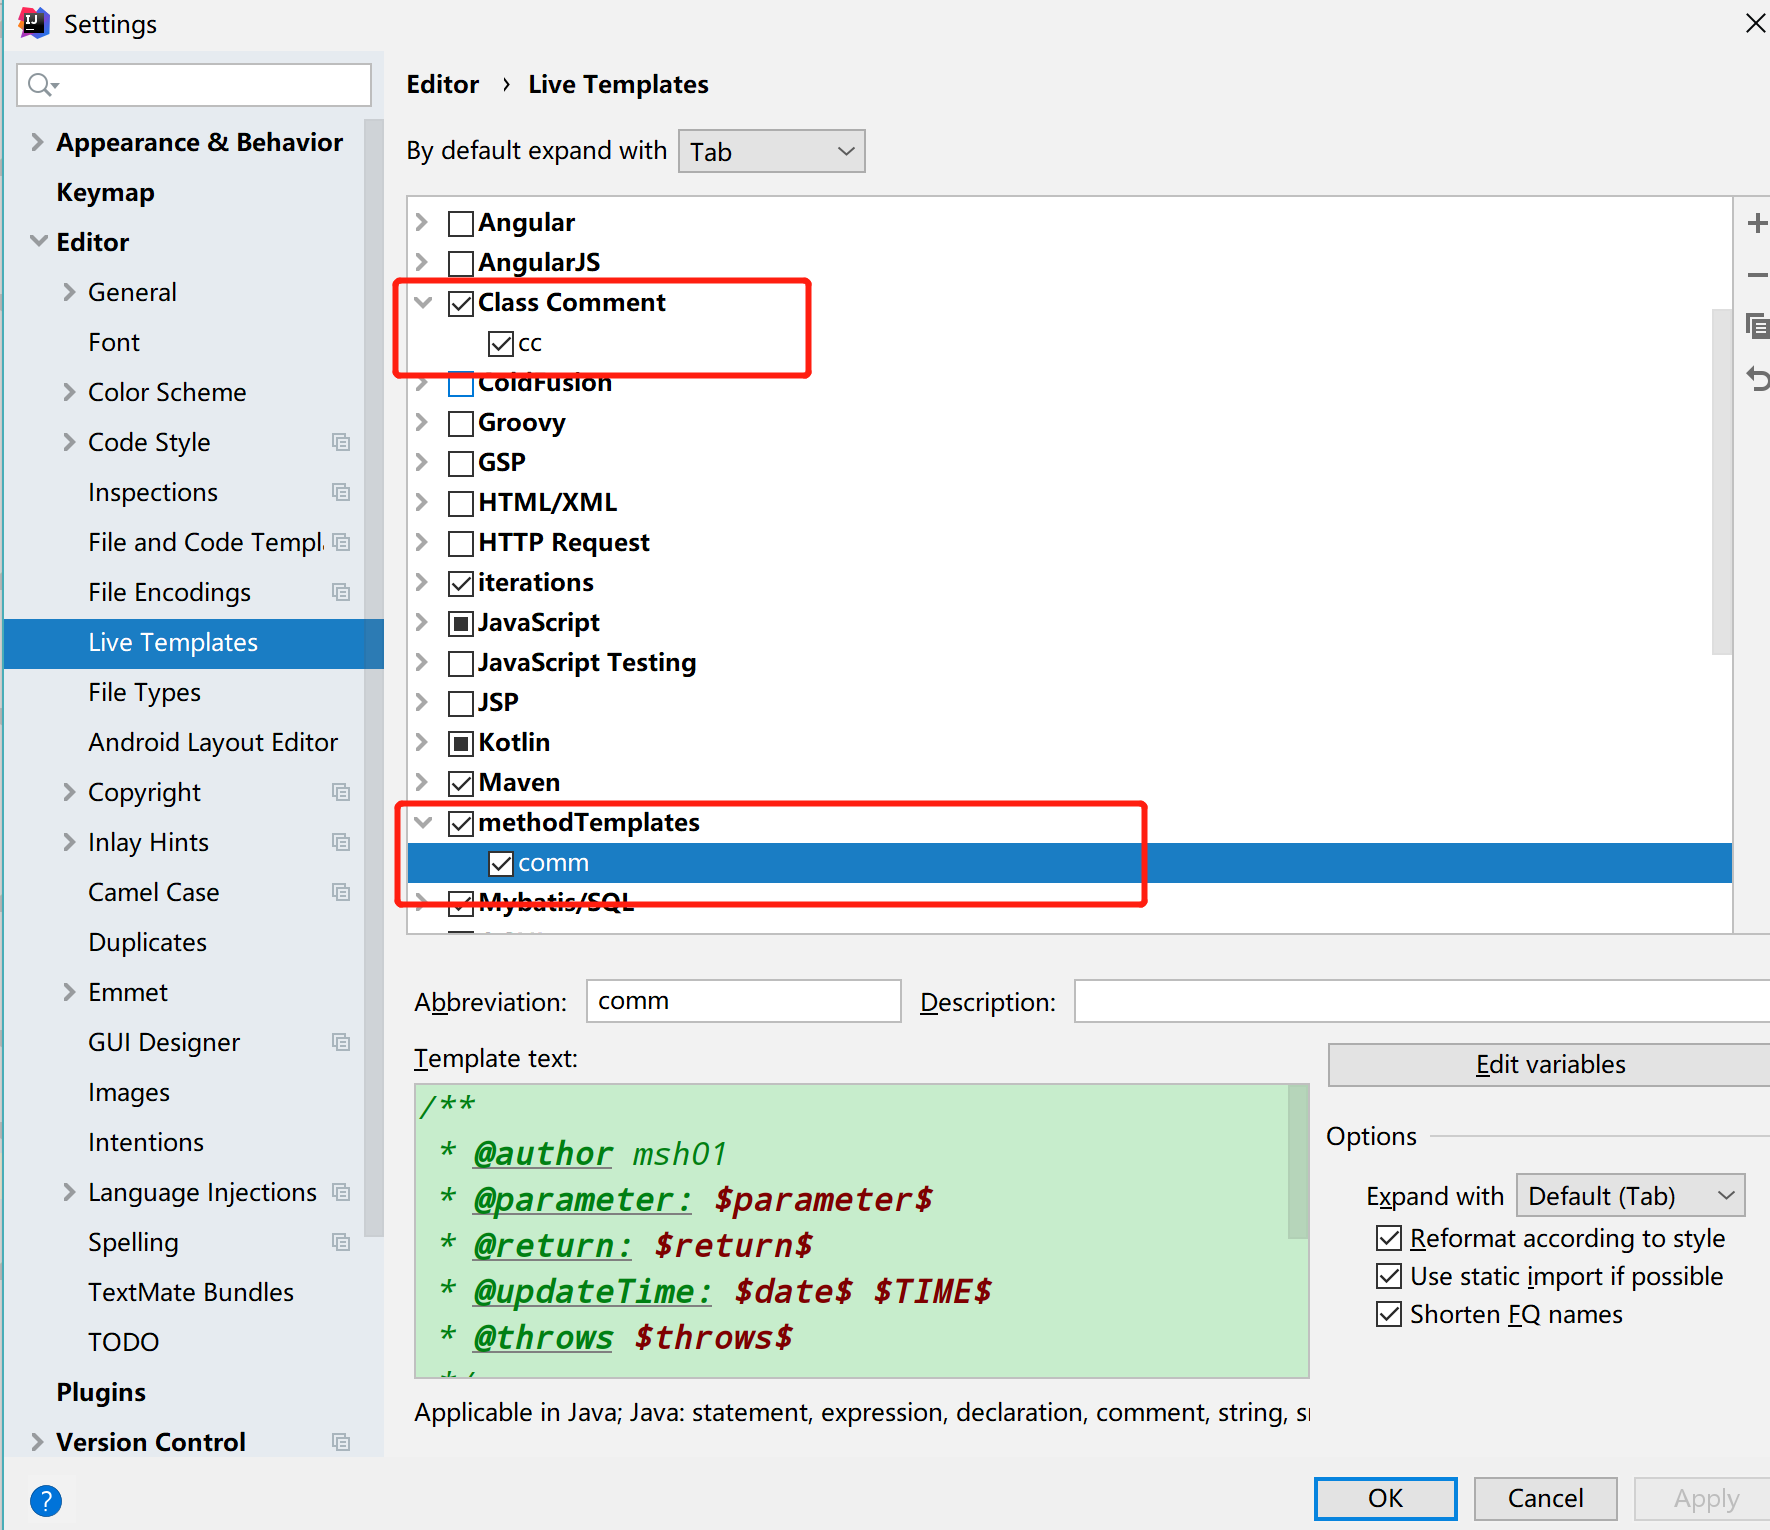 Settings
Appearance & Behavior
Keymap
Editor
General
Font
Color Scheme
Code Style
Inspections
File and Code Templ
File Encodings
Live Templates
File Types
Android Layout Editor
Copyright
Inlay Hints
Camel Case
Duplicates
Emmet
GUI Designer
Images
Intentions
Language Injections
Spelling
TextMate Bundles
TODO
Plugins
Version Control
Editor › Live Templates
By default expand with Tab
Angular
AngularJS
Class Comment
cc
ColdFusion
Groovy
GSP
HTML/XML
HTTP Request
iterations
JavaScript
JavaScript Testing
JSP
Kotlin
Maven
methodTemplates
comm
Mybatis/SQL
Abbreviation: comm Description:
Template text:
Edit variables
/**
* @author msh01
* @parameter: $parameter$
* @return: $return$
* @updateTime: $date$ $TIME$
* @throws $throws$
*/
Options
Expand with Default (Tab)
Reformat according to style
Use static import if possible
Shorten FQ names
Applicable in Java; Java: statement, expression, declaration, comment, string,
? OK Cancel Apply